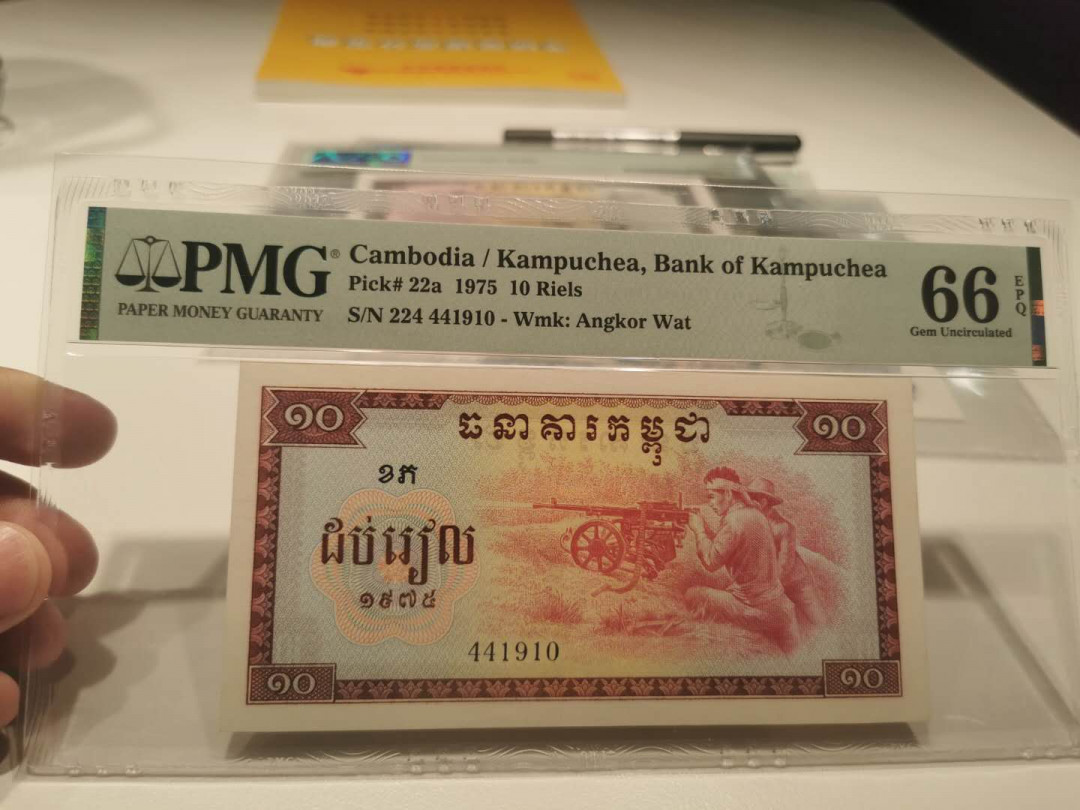 PMG®
PAPER MONEY GUARANTY
Cambodia / Kampuchea, Bank of Kampuchea
Pick# 22a 1975 10 Riels
S/N 224 441910 - Wmk: Angkor Wat
66
EPQ
Gem Uncirculated
១០
ធនាគារកម្ពុជា
១០
ខភ
ដប់រៀល
១៩៧៥
441910
១០
១០